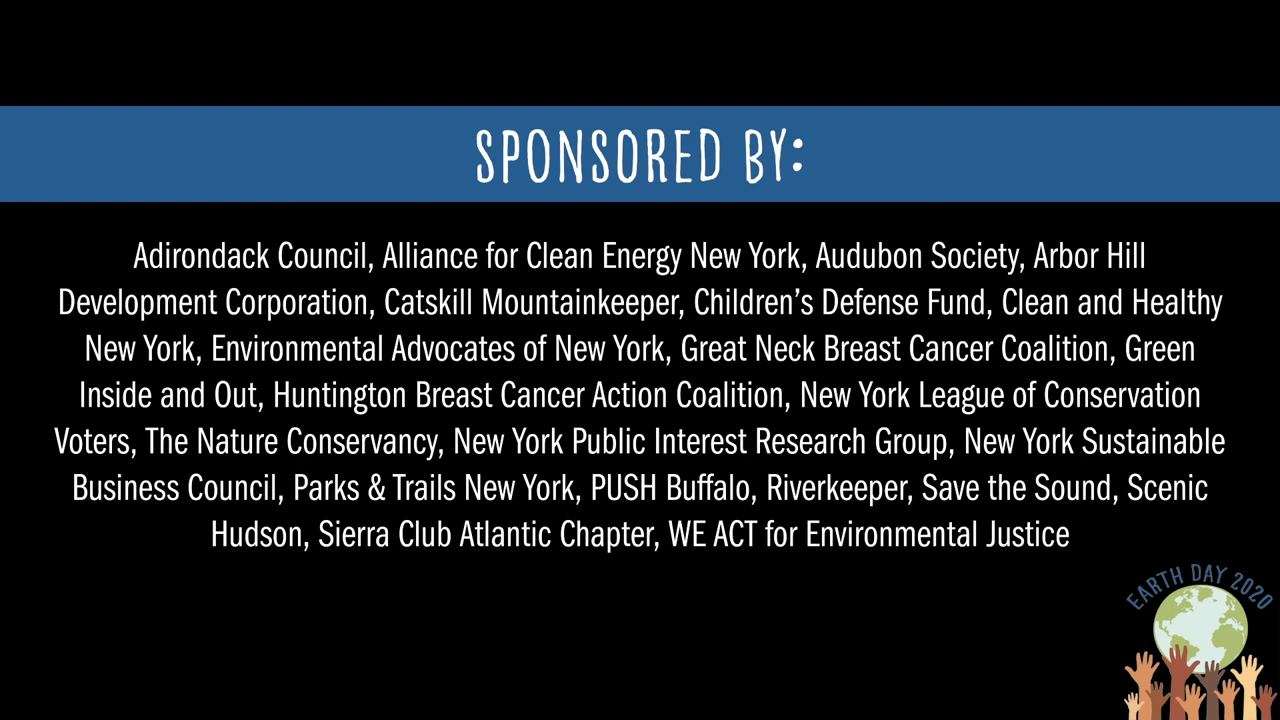 SPONSORED BY:
Adirondack Council, Alliance for Clean Energy New York, Audubon Society, Arbor Hill
Development Corporation, Catskill Mountainkeeper, Children’s Defense Fund, Clean and Healthy
New York, Environmental Advocates of New York, Great Neck Breast Cancer Coalition, Green
Inside and Out, Huntington Breast Cancer Action Coalition, New York League of Conservation
Voters, The Nature Conservancy, New York Public Interest Research Group, New York Sustainable
Business Council, Parks & Trails New York, PUSH Buffalo, Riverkeeper, Save the Sound, Scenic
Hudson, Sierra Club Atlantic Chapter, WE ACT for Environmental Justice
EARTH DAY 2020